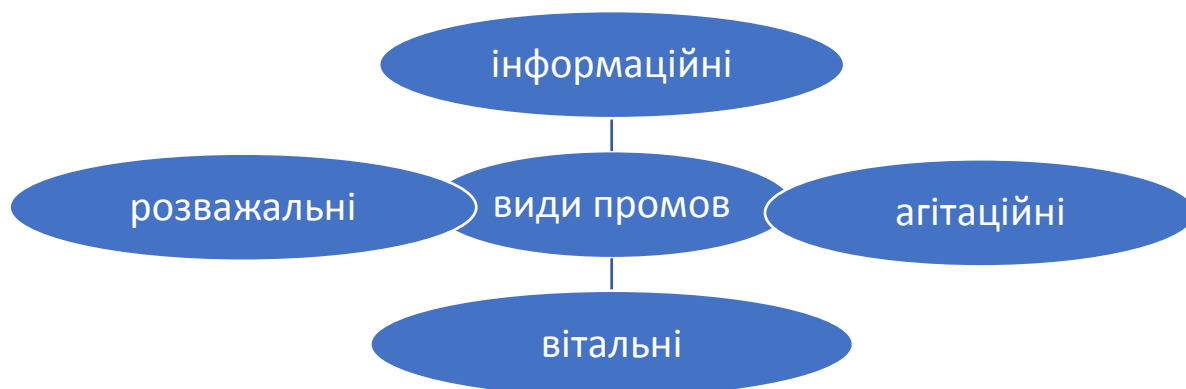 інформаційні
розважальні
види промов
агітаційні
вітальні